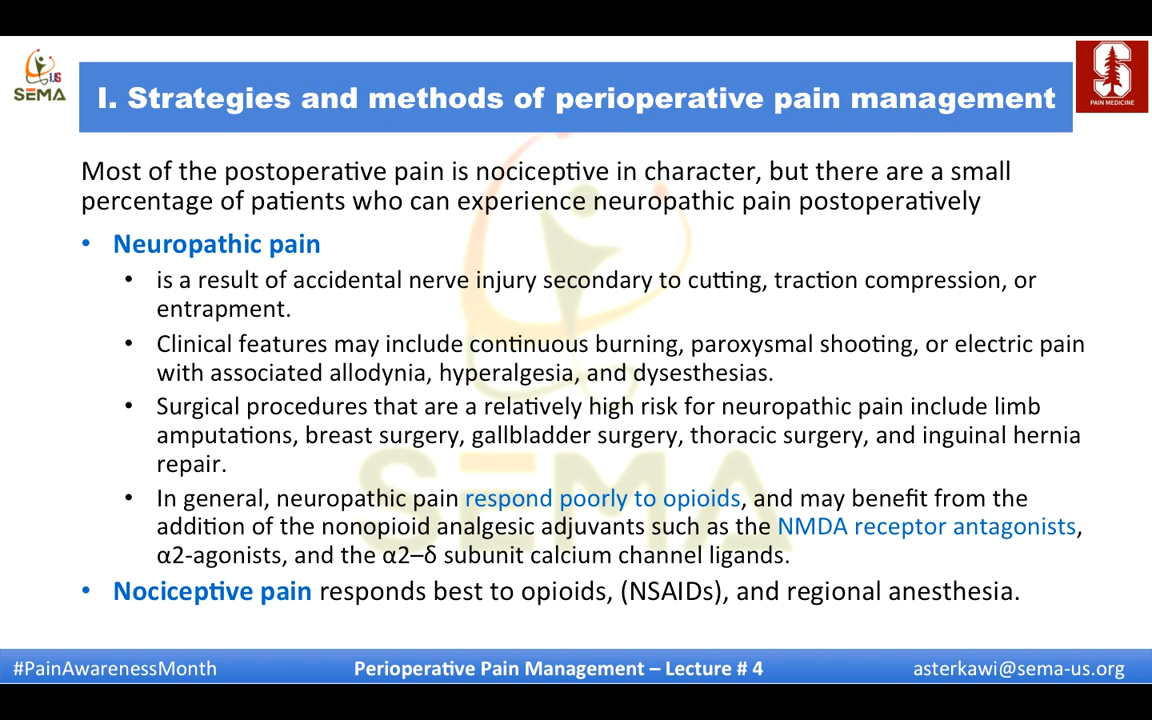 US
SEMA
I. Strategies and methods of perioperative pain management
S
PAIN MEDICINE
Most of the postoperative pain is nociceptive in character, but there are a small
percentage of patients who can experience neuropathic pain postoperatively
• Neuropathic pain
• is a result of accidental nerve injury secondary to cutting, traction compression, or
entrapment.
• Clinical features may include continuous burning, paroxysmal shooting, or electric pain
with associated allodynia, hyperalgesia, and dysesthesias.
• Surgical procedures that are a relatively high risk for neuropathic pain include limb
amputations, breast surgery, gallbladder surgery, thoracic surgery, and inguinal hernia
repair.
• In general, neuropathic pain respond poorly to opioids, and may benefit from the
addition of the nonopioid analgesic adjuvants such as the NMDA receptor antagonists,
α2-agonists, and the α2–δ subunit calcium channel ligands.
• Nociceptive pain responds best to opioids, (NSAIDs), and regional anesthesia.
SEMA
#PainAwarenessMonth
Perioperative Pain Management – Lecture # 4
asterkawi@sema-us.org